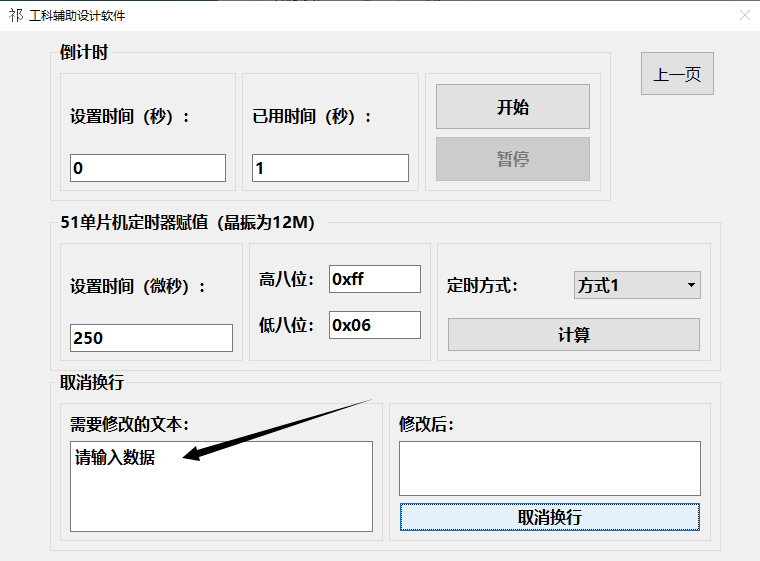 祁 工科辅助设计软件
倒计时
上一页
设置时间（秒）：
已用时间（秒）：
开始
0
1
暂停
51单片机定时器赋值（晶振为12M）
设置时间（微秒）：
高八位： 0xff
定时方式： 方式1
250
低八位： 0x06
计算
取消换行
需要修改的文本：
修改后：
请输入数据
取消换行